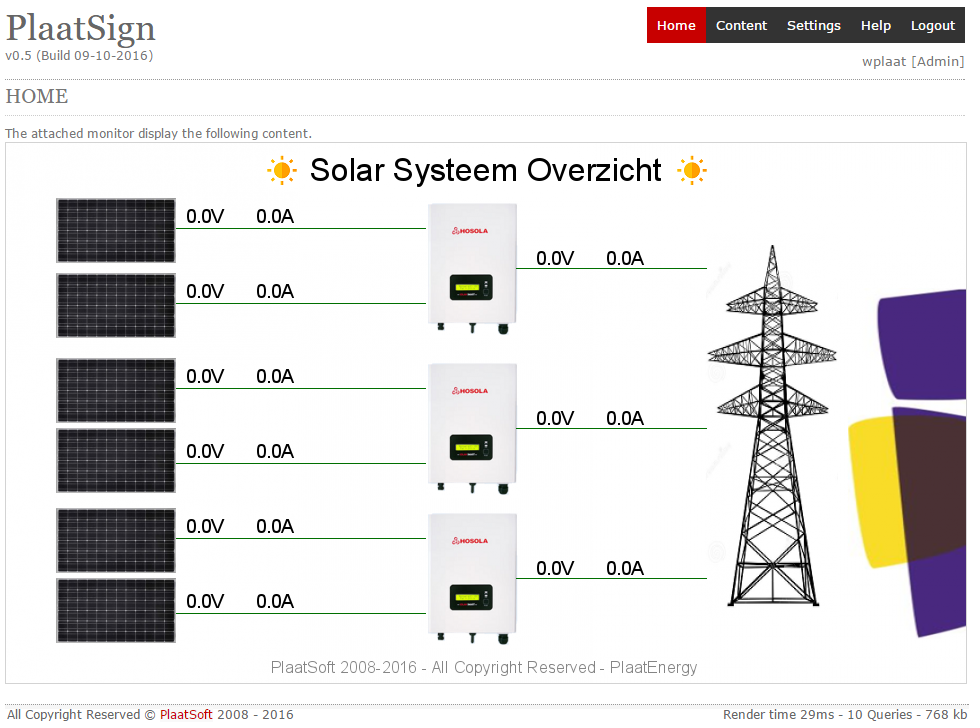 PlaatSign
v0.5 (Build 09-10-2016)
Home Content Settings Help Logout
wplaat [Admin]
HOME
The attached monitor display the following content.
Solar Systeem Overzicht
0.0V 0.0A
HOSOLA
0.0V 0.0A
0.0V 0.0A
0.0V 0.0A
HOSOLA
0.0V 0.0A
0.0V 0.0A
0.0V 0.0A
HOSOLA
0.0V 0.0A
0.0V 0.0A
PlaatSoft 2008-2016 - All Copyright Reserved - PlaatEnergy
All Copyright Reserved © PlaatSoft 2008 - 2016
Render time 29ms - 10 Queries - 768 kb